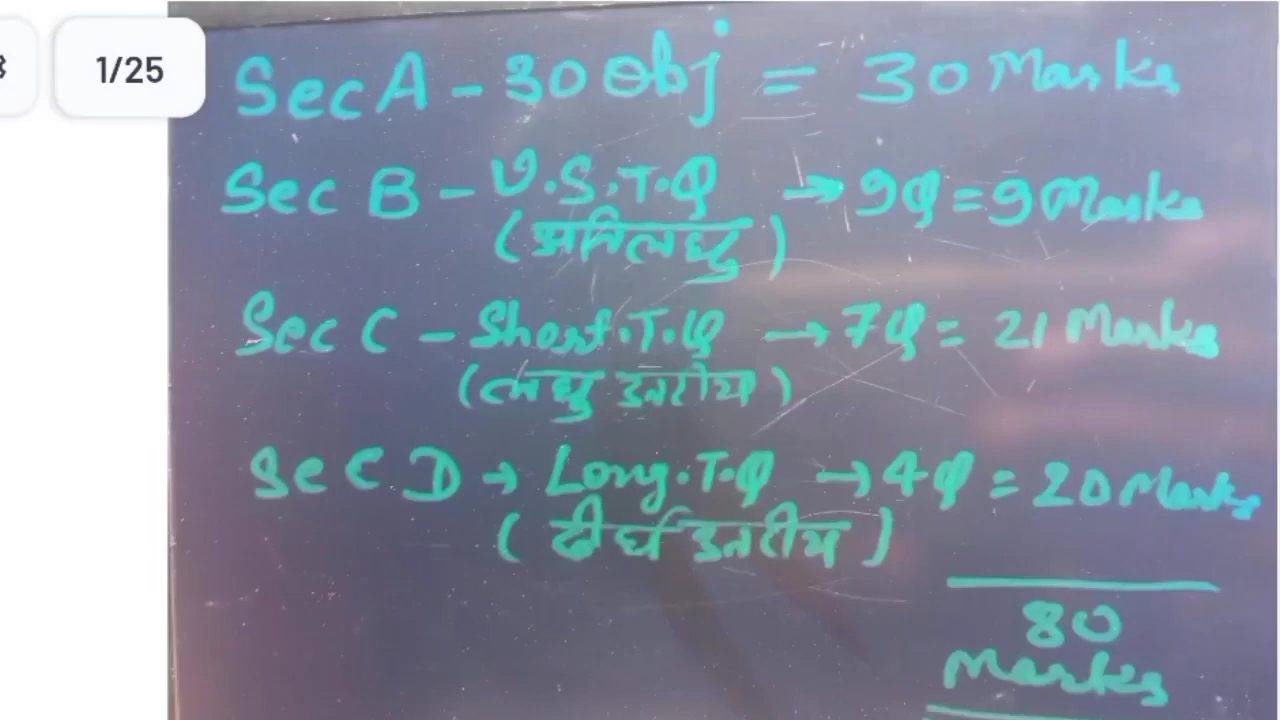 1/25
Sec A - 30 Obj = 30 Marks
Sec B - V.S.T.Q → 9Q = 9 Marks
(अतिलघु)
Sec C - Short.T.Q → 7Q = 21 Marks
(लघु उत्तरीय)
Sec D → Long.T.Q → 4Q = 20 Marks
(दीर्घ उत्तरीय)
80
Marks